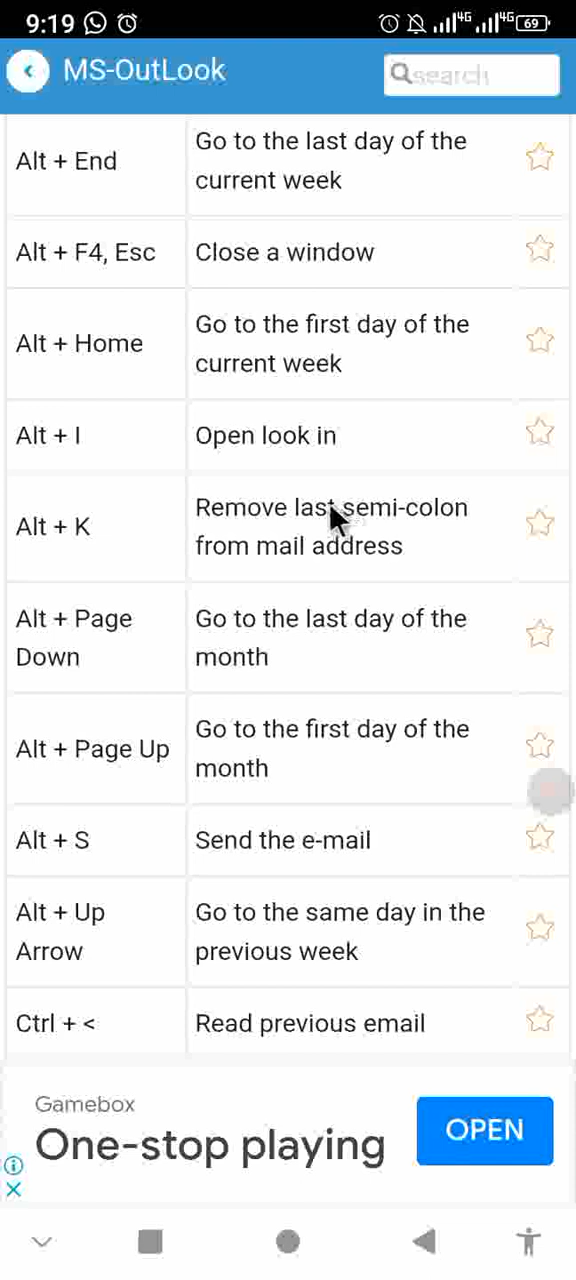 9:19 4G 4G 69
MS-OutLook search
Alt + End
Go to the last day of the
current week
Alt + F4, Esc
Close a window
Alt + Home
Go to the first day of the
current week
Alt + I
Open look in
Alt + K
Remove last semi-colon
from mail address
Alt + Page
Down
Go to the last day of the
month
Alt + Page Up
Go to the first day of the
month
Alt + S
Send the e-mail
Alt + Up
Arrow
Go to the same day in the
previous week
Ctrl + <
Read previous email
Gamebox
One-stop playing
OPEN